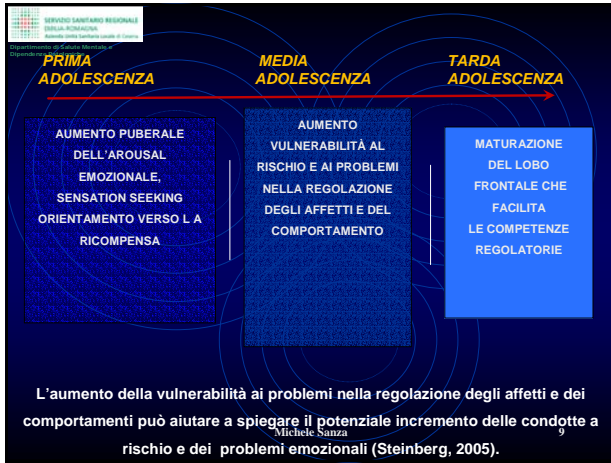 SERVIZIO SANITARIO REGIONALE
EMILIA-ROMAGNA
Azienda Unità Sanitaria Locale di Cesena
Dipartimento di Salute Mentale e
Dipendenze
PRIMA
ADOLESCENZA
MEDIA
ADOLESCENZA
TARDA
ADOLESCENZA
AUMENTO PUBERALE
DELL'AROUSAL
EMOZIONALE,
SENSATION SEEKING
ORIENTAMENTO VERSO L A
RICOMPENSA
AUMENTO
VULNERABILITÀ AL
RISCHIO E AI PROBLEMI
NELLA REGOLAZIONE
DEGLI AFFETTI E DEL
COMPORTAMENTO
MATURAZIONE
DEL LOBO
FRONTALE CHE
FACILITA
LE COMPETENZE
REGOLATORIE
L'aumento della vulnerabilità ai problemi nella regolazione degli affetti e dei
comportamenti può aiutare a spiegare il potenziale incremento delle condotte a
rischio e dei problemi emozionali (Steinberg, 2005).
Michele Sanza
9